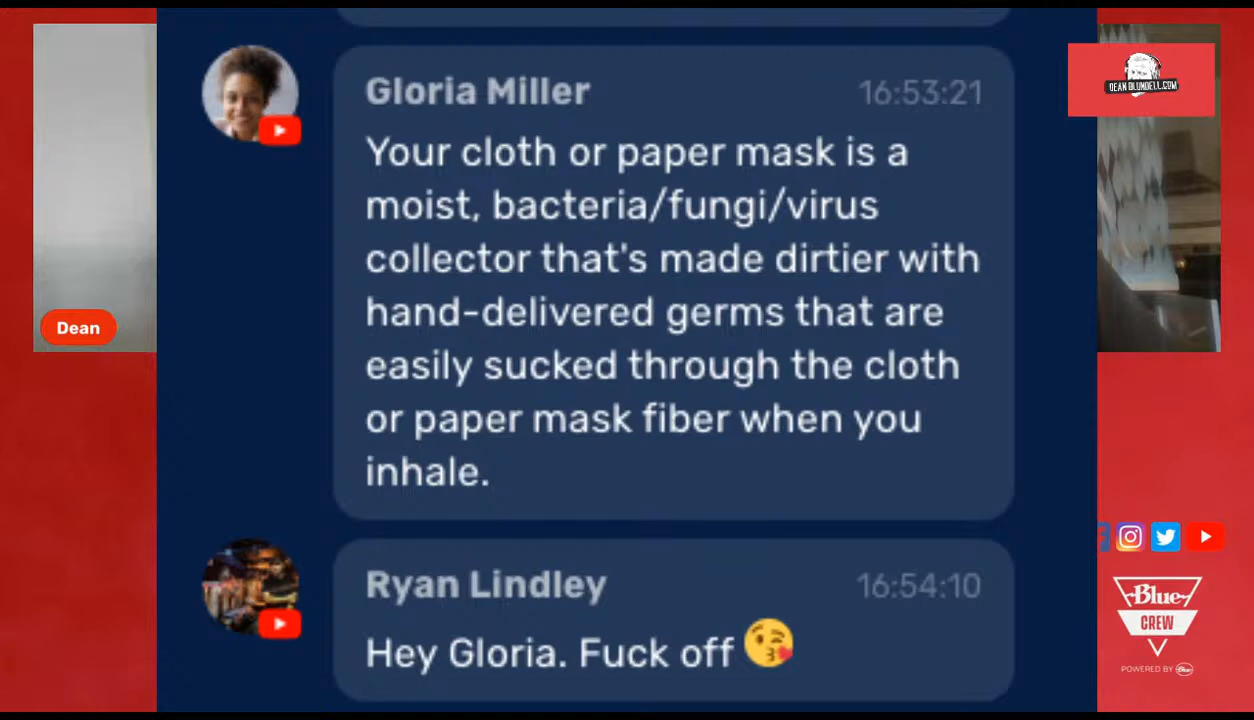 Gloria Miller 16:53:21
Your cloth or paper mask is a
moist, bacteria/fungi/virus
collector that's made dirtier with
hand-delivered germs that are
easily sucked through the cloth
or paper mask fiber when you
inhale.
Ryan Lindley 16:54:10
Hey Gloria. Fuck off 😘
Dean
DEAN BLUNDELL.COM
Blue
CREW
POWERED BY Blue